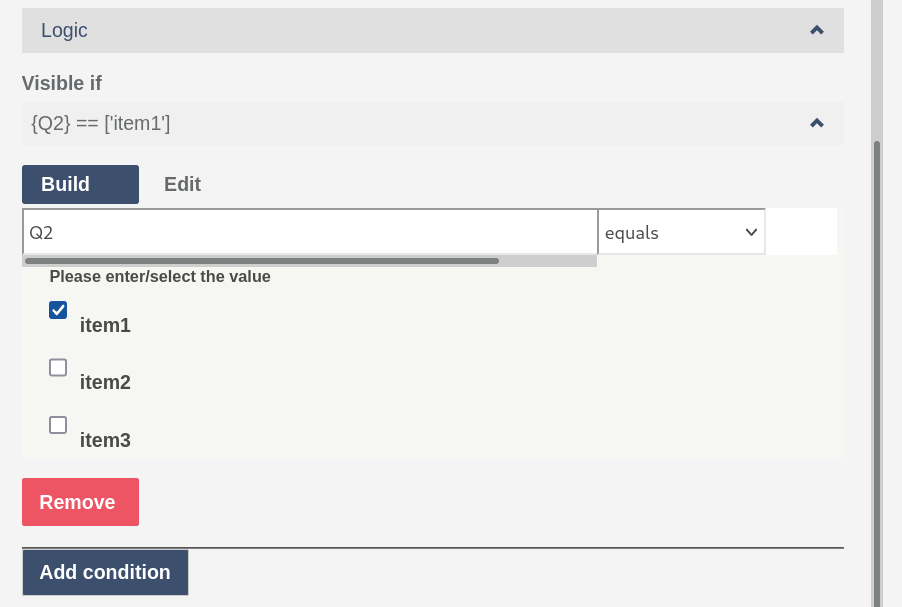 Logic
Visible if
{Q2} == ['item1']
Build Edit
Q2 equals
Please enter/select the value
item1
item2
item3
Remove
Add condition